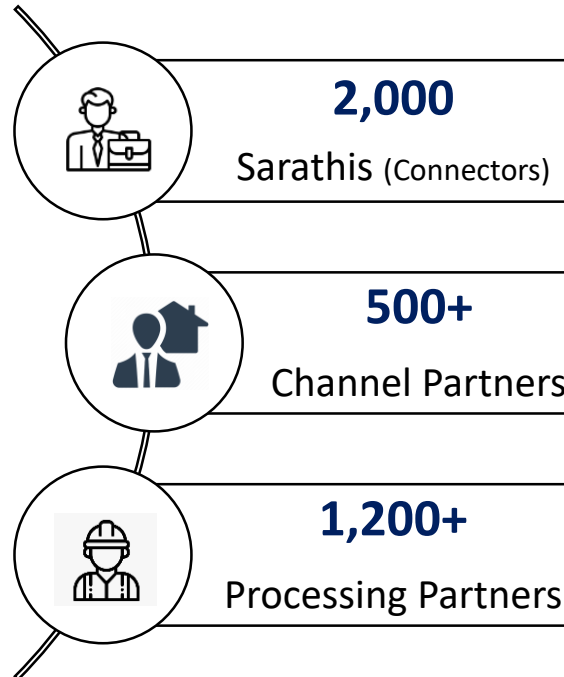 2,000
Sarathis (Connectors)
500+
Channel Partners
1,200+
Processing Partners